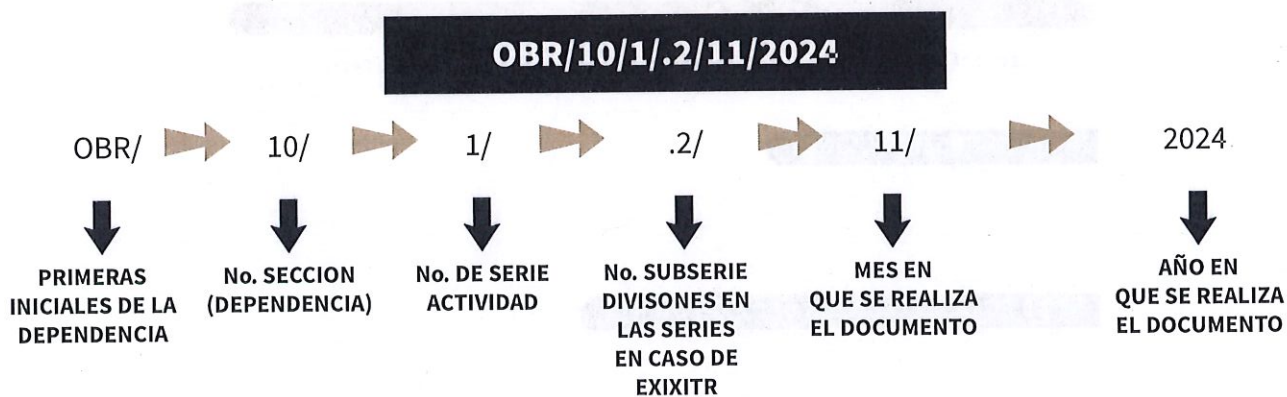 OBR/10/1/.2/11/2024
OBR/ 10/ 1/ .2/ 11/ 2024
PRIMERAS
INICIALES DE LA
DEPENDENCIA
No. SECCION
(DEPENDENCIA)
No. DE SERIE
ACTIVIDAD
No. SUBSERIE
DIVISONES EN
LAS SERIES
EN CASO DE
EXIXITR
MES EN
QUE SE REALIZA
EL DOCUMENTO
AÑO EN
QUE SE REALIZA
EL DOCUMENTO